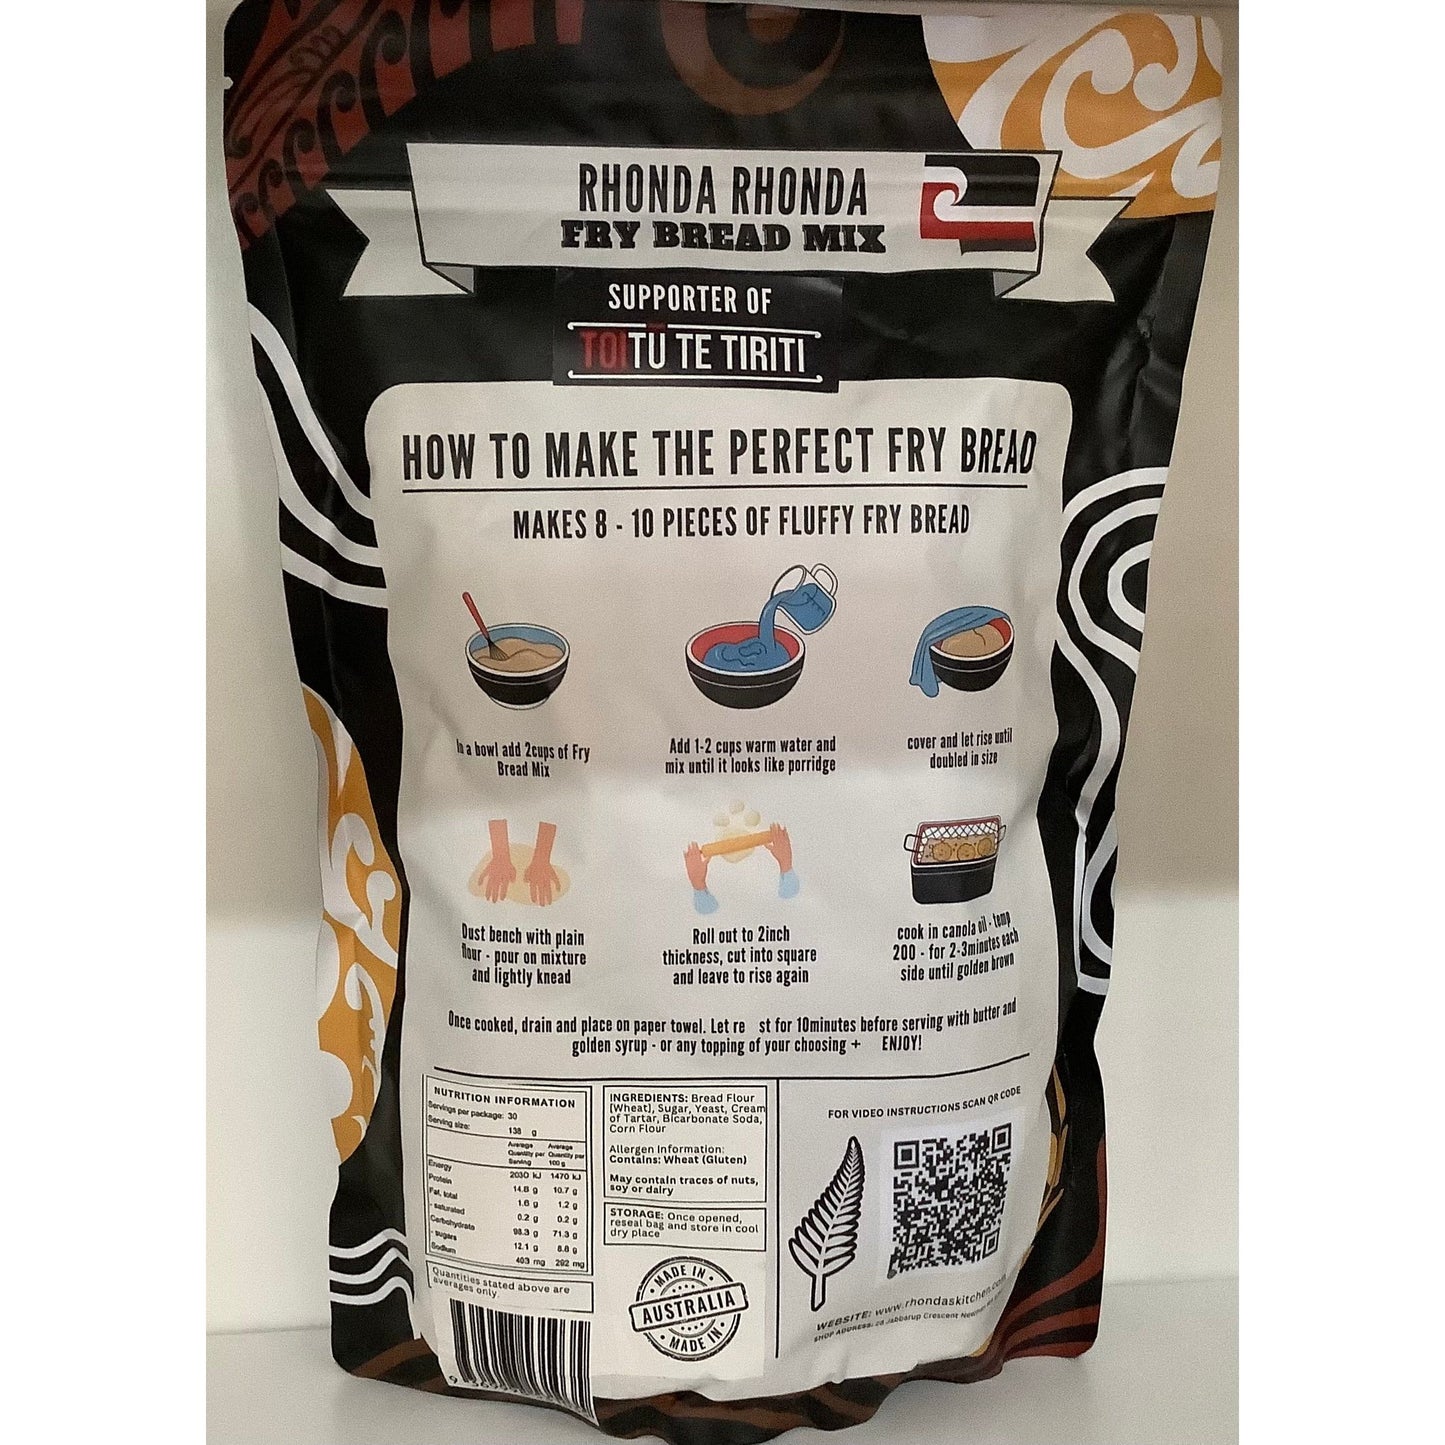 RHONDA RHONDA
FRY BREAD MIX
SUPPORTER OF
TOITŪ TE TIRITI
HOW TO MAKE THE PERFECT FRY BREAD
MAKES 8 - 10 PIECES OF FLUFFY FRY BREAD
In a bowl add 2cups of Fry
Bread Mix
Add 1-2 cups warm water and
mix until it looks like porridge
cover and let rise until
doubled in size
Dust bench with plain
flour - pour on mixture
and lightly knead
Roll out to 2inch
thickness, cut into square
and leave to rise again
cook in canola oil - temp
200 - for 2-3minutes each
side until golden brown
Once cooked, drain and place on paper towel. Let re st for 10minutes before serving with butter and
golden syrup - or any topping of your choosing + ENJOY!
NUTRITION INFORMATION
Servings per package: 30
Serving size: 138 g
Average Average
Quantity per Quantity per
Serving 100 g
Energy 2030 kJ 1470 kJ
Protein 14.8 g 10.7 g
Fat, total 1.6 g 1.2 g
- saturated 0.2 g 0.2 g
Carbohydrate 98.3 g 71.3 g
- sugars 12.1 g 8.8 g
Sodium 403 mg 292 mg
Quantities stated above are
averages only.
INGREDIENTS: Bread Flour
[Wheat), Sugar, Yeast, Cream
of Tartar, Bicarbonate Soda,
Corn Flour
Allergen Information:
Contains: Wheat (Gluten)
May contain traces of nuts,
soy or dairy
STORAGE: Once opened,
reseal bag and store in cool
dry place
MADE IN
AUSTRALIA
MADE IN
FOR VIDEO INSTRUCTIONS SCAN QR CODE
WEBSITE: www.rhondaskitchen.com
SHOP ADDRESS: Jabbarup Crescent